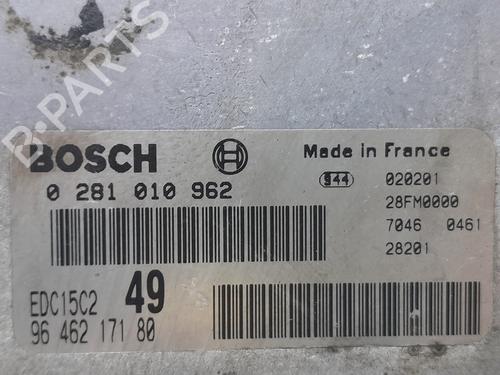 B-PARTS
BOSCH
Made in France
0 281 010 962
944 020201
28FM0000
7046 0461
28201
EDC15C2 49
96 462 171 80